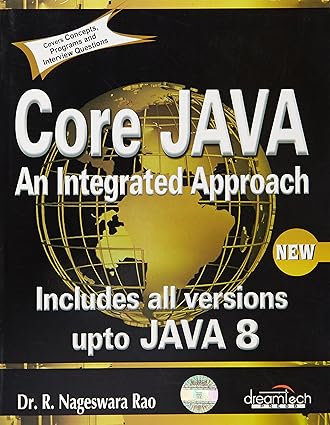 Covers Concepts,
Programs and
Interview Questions
Core JAVA
An Integrated Approach
NEW
Includes all versions
upto JAVA 8
Dr. R. Nageswara Rao
dreamtech
PRESS